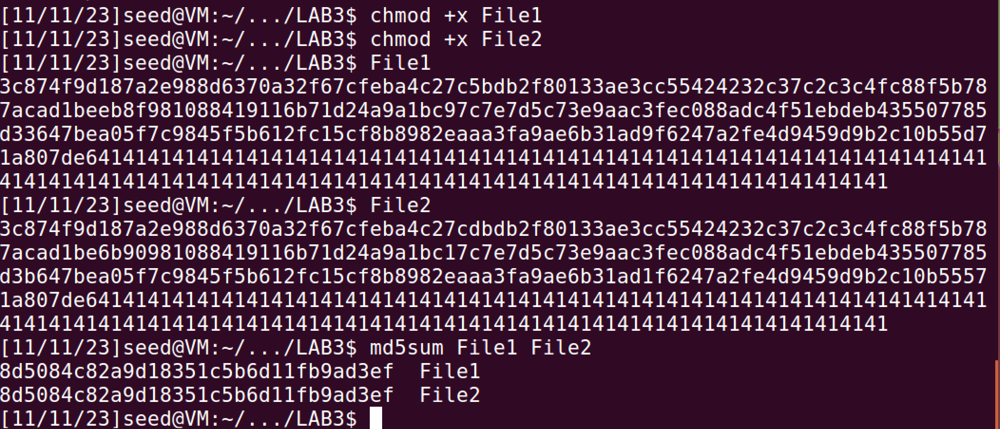 [11/11/23]seed@VM:~/.../LAB3$ chmod +x File1
[11/11/23]seed@VM:~/.../LAB3$ chmod +x File2
[11/11/23]seed@VM:~/.../LAB3$ File1
3c874f9d187a2e988d6370a32f67cfeba4c27c5bdb2f80133ae3cc55424232c37c2c3c4fc88f5b78
7acad1beeb8f981088419116b71d24a9a1bc97c7e7d5c73e9aac3fec088adc4f51ebdeb435507785
d33647bea05f7c9845f5b612fc15cf8b8982eaaa3fa9ae6b31ad9f6247a2fe4d9459d9b2c10b55d7
1a807de6414141414141414141414141414141414141414141414141414141414141414141414141
414141414141414141414141414141414141414141414141414141414141414141414141
[11/11/23]seed@VM:~/.../LAB3$ File2
3c874f9d187a2e988d6370a32f67cfeba4c27cdbdb2f80133ae3cc55424232c37c2c3c4fc88f5b78
7acad1be6b90981088419116b71d24a9a1bc17c7e7d5c73e9aac3fec088adc4f51ebdeb435507785
d3b647bea05f7c9845f5b612fc15cf8b8982eaaa3fa9ae6b31ad1f6247a2fe4d9459d9b2c10b5557
1a807de6414141414141414141414141414141414141414141414141414141414141414141414141
414141414141414141414141414141414141414141414141414141414141414141414141
[11/11/23]seed@VM:~/.../LAB3$ md5sum File1 File2
8d5084c82a9d18351c5b6d11fb9ad3ef  File1
8d5084c82a9d18351c5b6d11fb9ad3ef  File2
[11/11/23]seed@VM:~/.../LAB3$